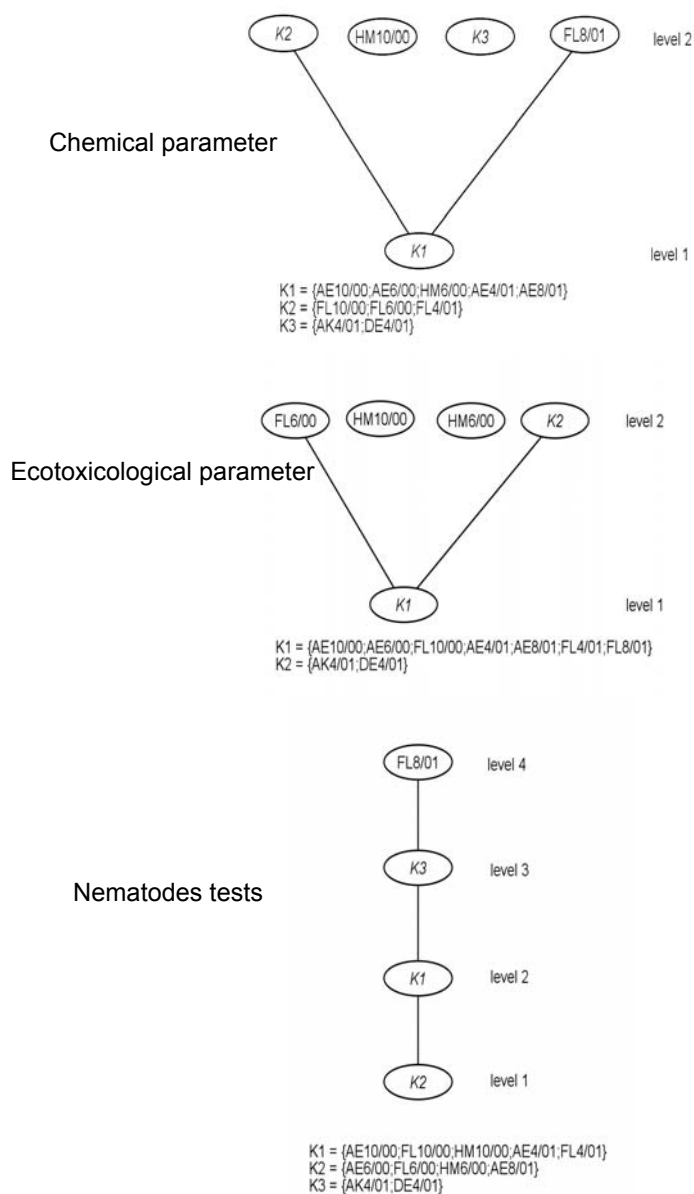 K2 HM10/00 K3 FL8/01 level 2
Chemical parameter
K1 level 1
K1 = {AE10/00;AE6/00;HM6/00;AE4/01;AE8/01}
K2 = {FL10/00;FL6/00;FL4/01}
K3 = {AK4/01;DE4/01}
FL6/00 HM10/00 HM6/00 K2 level 2
Ecotoxicological parameter
K1 level 1
K1 = {AE10/00;AE6/00;FL10/00;AE4/01;AE8/01;FL4/01;FL8/01}
K2 = {AK4/01;DE4/01}
FL8/01 level 4
K3 level 3
Nematodes tests
K1 level 2
K2 level 1
K1 = {AE10/00;FL10/00;HM10/00;AE4/01;FL4/01}
K2 = {AE6/00;FL6/00;HM6/00;AE8/01}
K3 = {AK4/01;DE4/01}